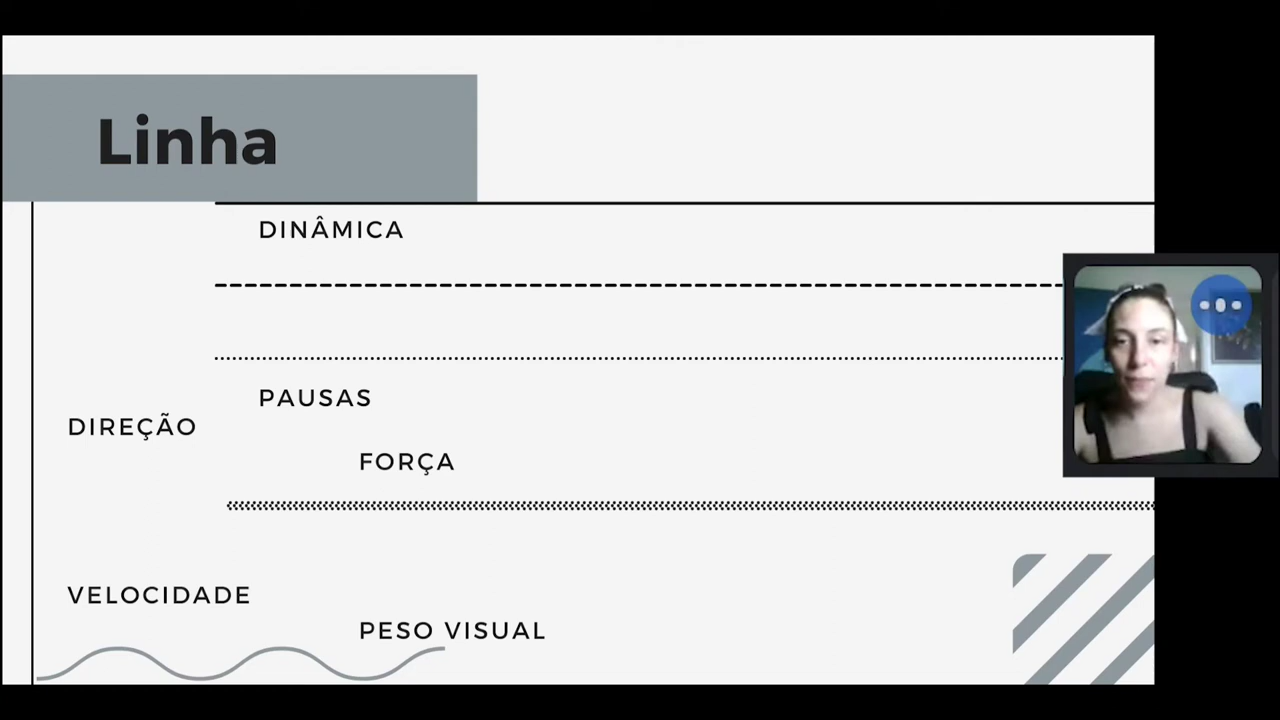 Linha
DINÂMICA
PAUSAS
DIREÇÃO
FORÇA
VELOCIDADE
PESO VISUAL